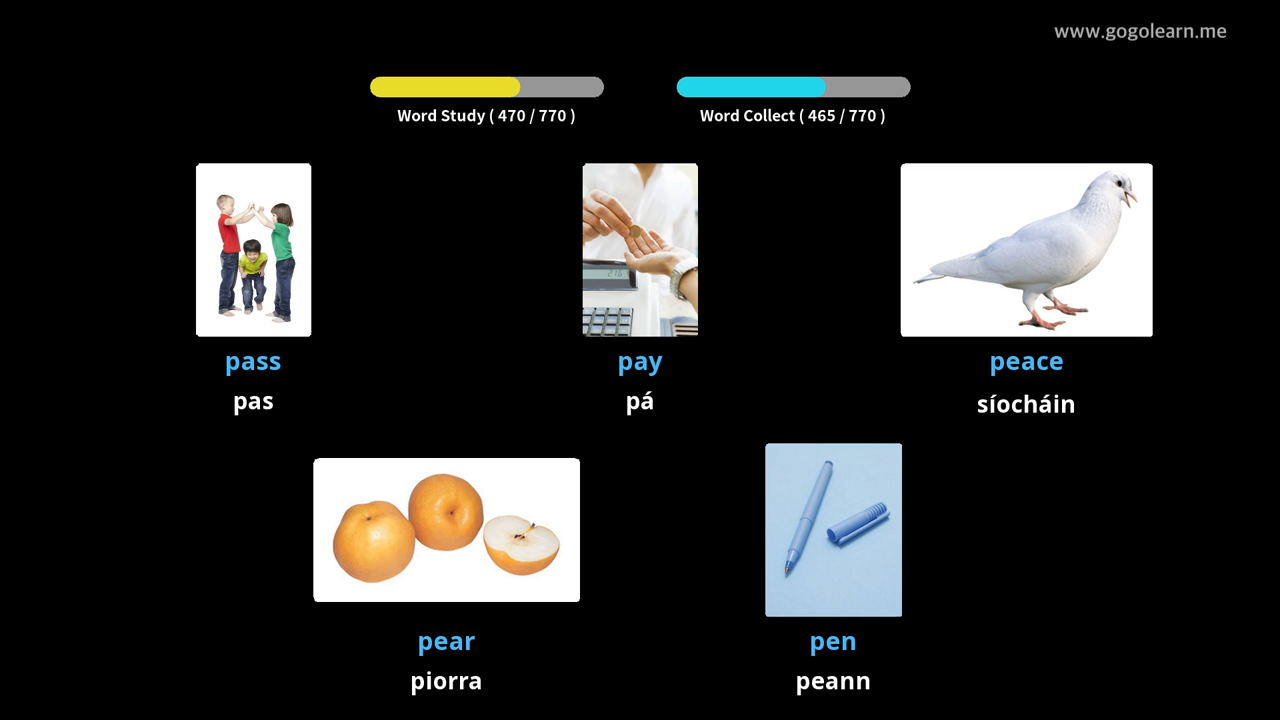 www.gogolearn.me
Word Study ( 470 / 770 )
Word Collect ( 465 / 770 )
pass
pas
pay
pá
peace
síocháin
pear
piorra
pen
peann